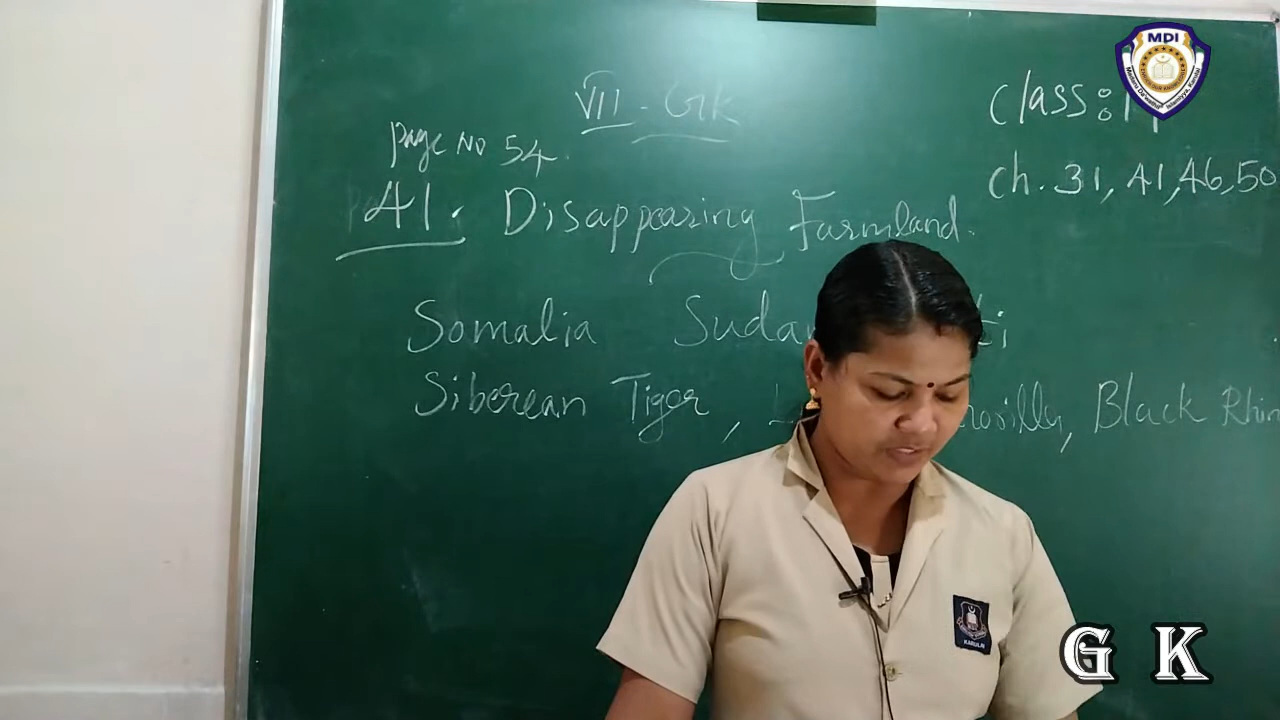 MDI
VII - GK
class:
Page No 54.
ch. 31, 41, 46, 50
41. Disappearing Farmland.
Somalia Sudan
Siberean Tiger, Black Rhin
KARULAI
G K